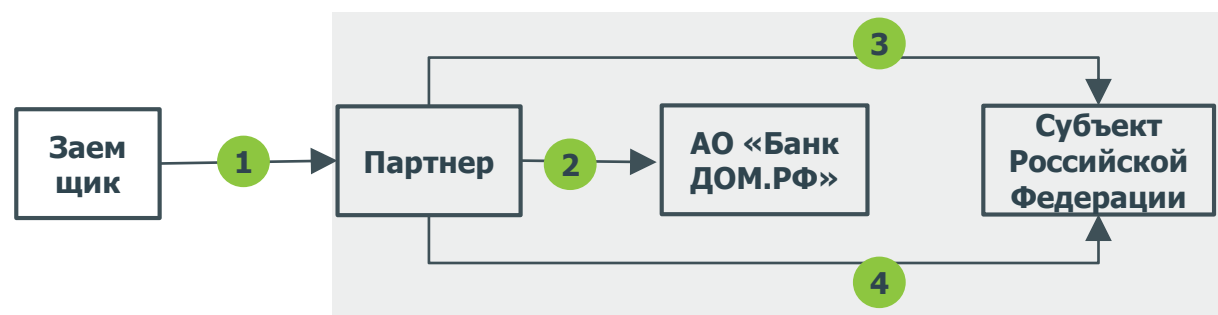 3
Заем
щик
1
Партнер
2
АО «Банк
ДОМ.РФ»
Субъект
Российской
Федерации
4